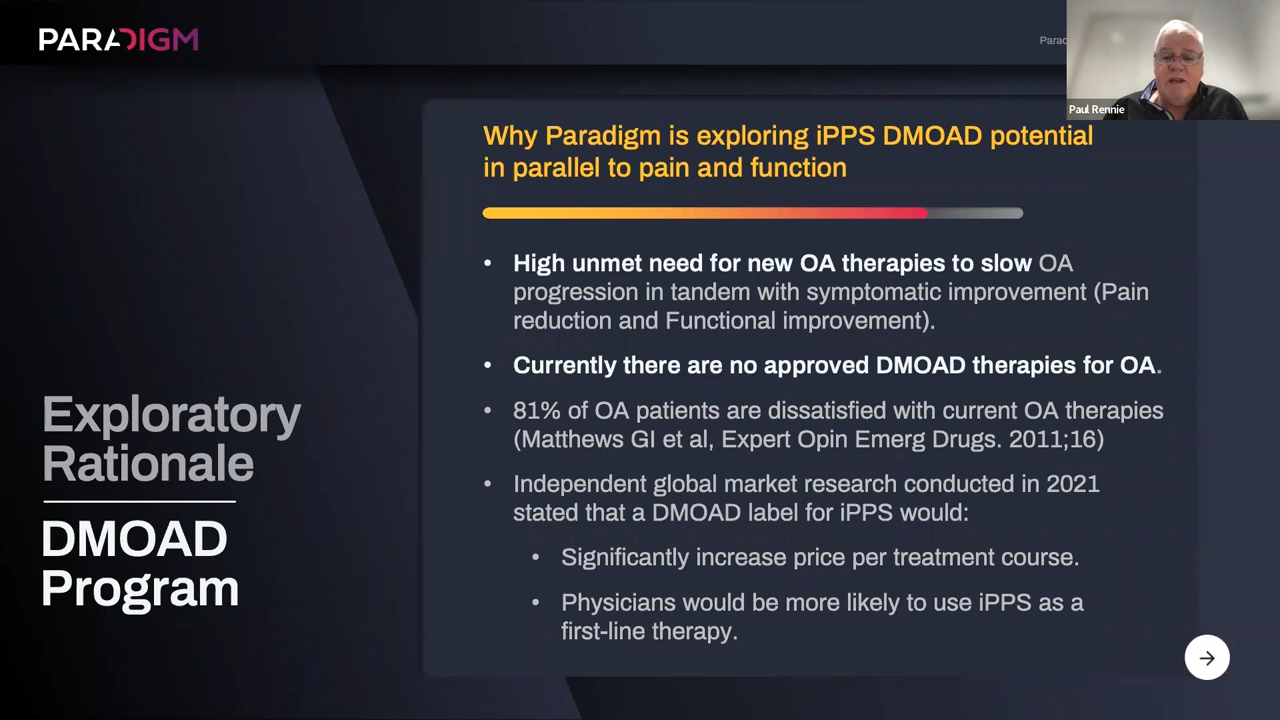 PARADIGM
Parad
Paul Rennie
Why Paradigm is exploring iPPS DMOAD potential
in parallel to pain and function
• High unmet need for new OA therapies to slow OA
progression in tandem with symptomatic improvement (Pain
reduction and Functional improvement).
• Currently there are no approved DMOAD therapies for OA.
• 81% of OA patients are dissatisfied with current OA therapies
(Matthews GI et al, Expert Opin Emerg Drugs. 2011;16)
• Independent global market research conducted in 2021
stated that a DMOAD label for iPPS would:
• Significantly increase price per treatment course.
• Physicians would be more likely to use iPPS as a
first-line therapy.
Exploratory
Rationale
DMOAD
Program